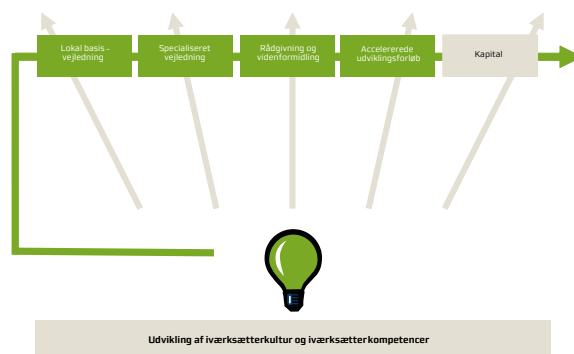 Lokal basis -
vejledning
Specialiseret
vejledning
Rådgivning og
videnformidling
Accelererede
udviklingsforløb
Kapital
Udvikling af iværksætterkultur og iværksætterkompetencer